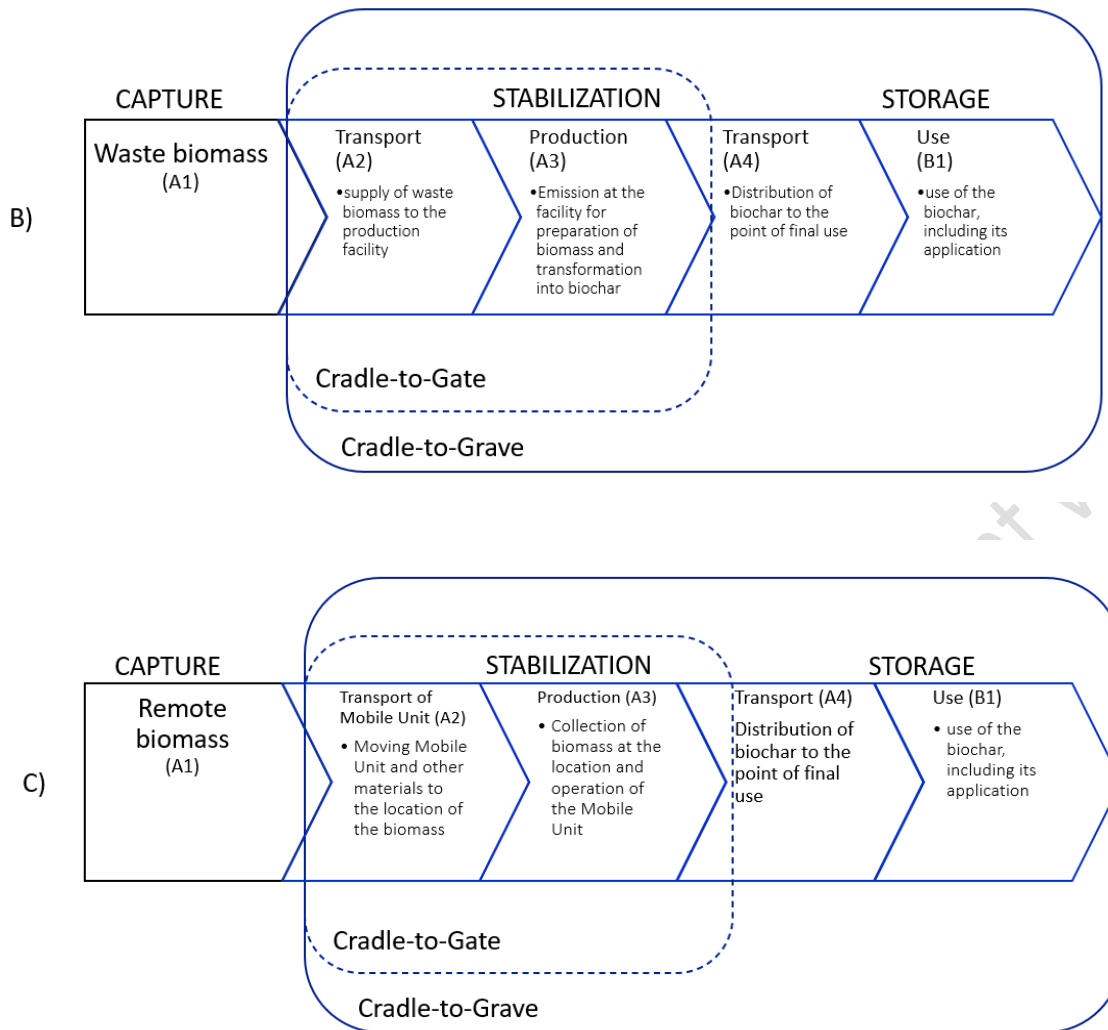 CAPTURE
STABILIZATION
STORAGE
B)
Waste biomass
(A1)
Transport
(A2)
•supply of waste
biomass to the
production
facility
Production
(A3)
•Emission at the
facility for
preparation of
biomass and
transformation
into biochar
Transport
(A4)
•Distribution of
biochar to the
point of final use
Use
(B1)
•use of the
biochar,
including its
application
Cradle-to-Gate
Cradle-to-Grave
CAPTURE
STABILIZATION
STORAGE
C)
Remote
biomass
(A1)
Transport of
Mobile Unit (A2)
• Moving Mobile
Unit and other
materials to
the location of
the biomass
Production (A3)
• Collection of
biomass at the
location and
operation of
the Mobile
Unit
Transport (A4)
Distribution of
biochar to the
point of final
use
Use (B1)
• use of the
biochar,
including its
application
Cradle-to-Gate
Cradle-to-Grave